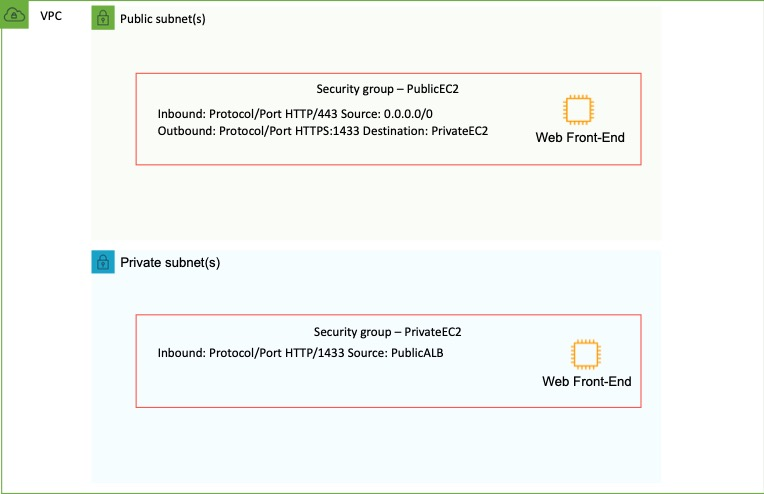 VPC
Public subnet(s)
Security group – PublicEC2
Inbound: Protocol/Port HTTP/443 Source: 0.0.0.0/0
Outbound: Protocol/Port HTTPS:1433 Destination: PrivateEC2
Web Front-End
Private subnet(s)
Security group – PrivateEC2
Inbound: Protocol/Port HTTP/1433 Source: PublicALB
Web Front-End